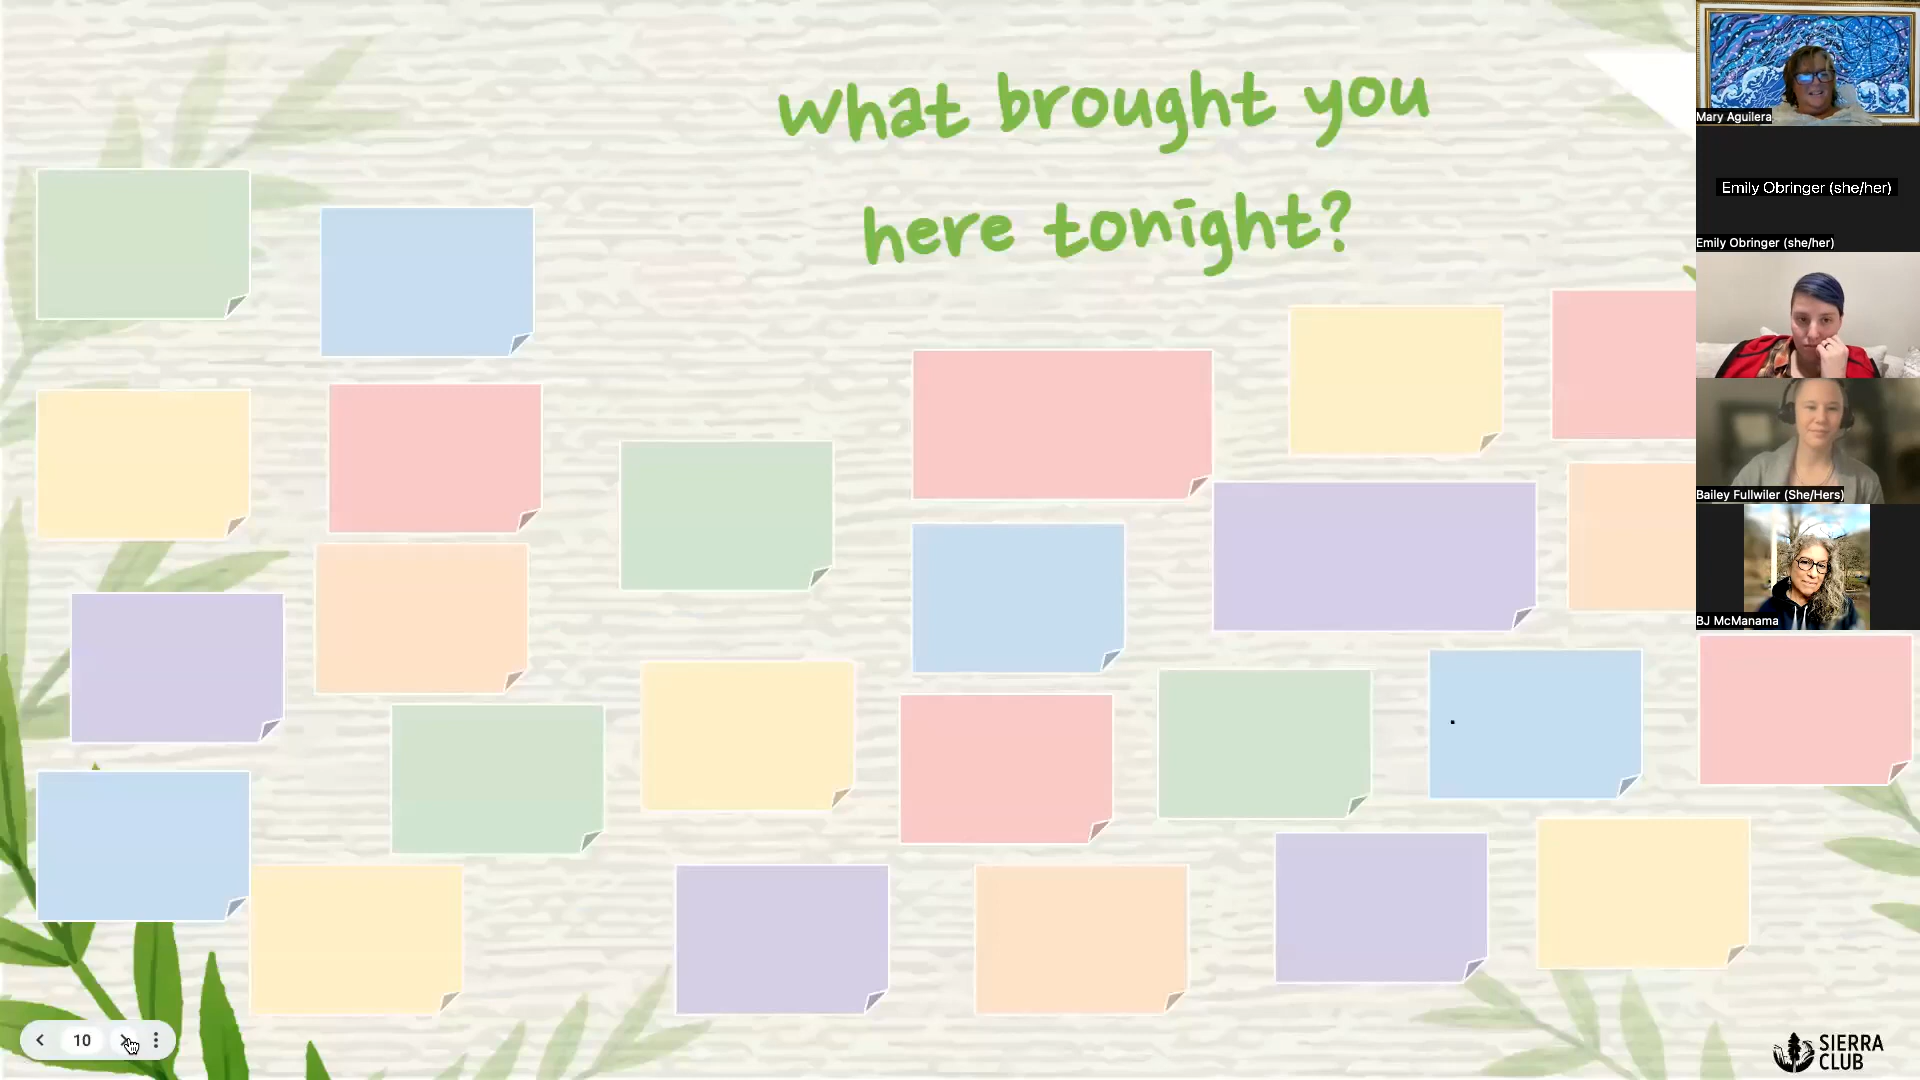 What brought you
here tonight?
Mary Aguilera
Emily Obringer (she/her)
Emily Obringer (she/her)
Bailey Fullwiler (She/Hers)
BJ McManama
.
10
SIERRA
CLUB